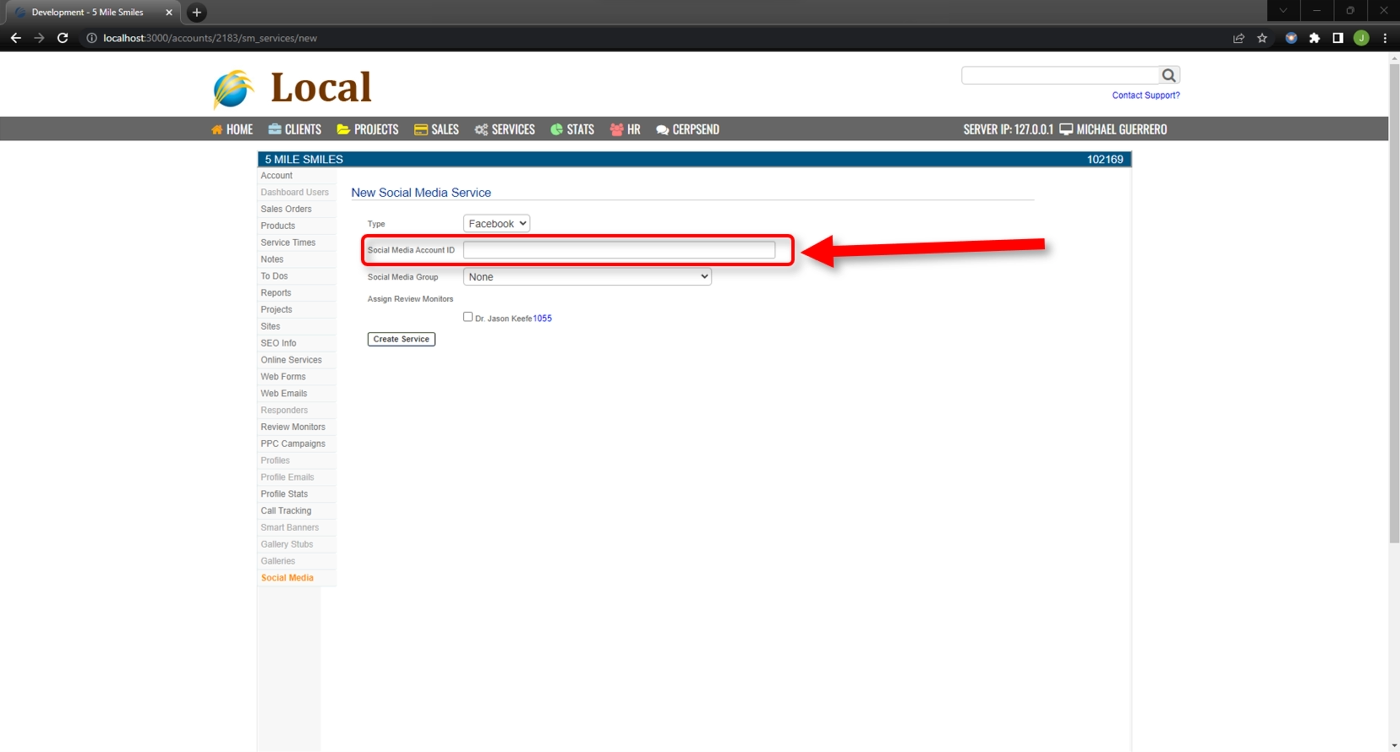 Development - 5 Mile Smiles
localhost:3000/accounts/2183/sm_services/new
J
Local
Contact Support?
HOME CLIENTS PROJECTS SALES SERVICES STATS HR CERPSEND SERVER IP: 127.0.0.1 MICHAEL GUERRERO
5 MILE SMILES 102169
Account
Dashboard Users
Sales Orders
Products
Service Times
Notes
To Dos
Reports
Projects
Sites
SEO Info
Online Services
Web Forms
Web Emails
Responders
Review Monitors
PPC Campaigns
Profiles
Profile Emails
Profile Stats
Call Tracking
Smart Banners
Gallery Stubs
Galleries
Social Media
New Social Media Service
Type Facebook
Social Media Account ID
Social Media Group None
Assign Review Monitors
Dr. Jason Keefe1055
Create Service